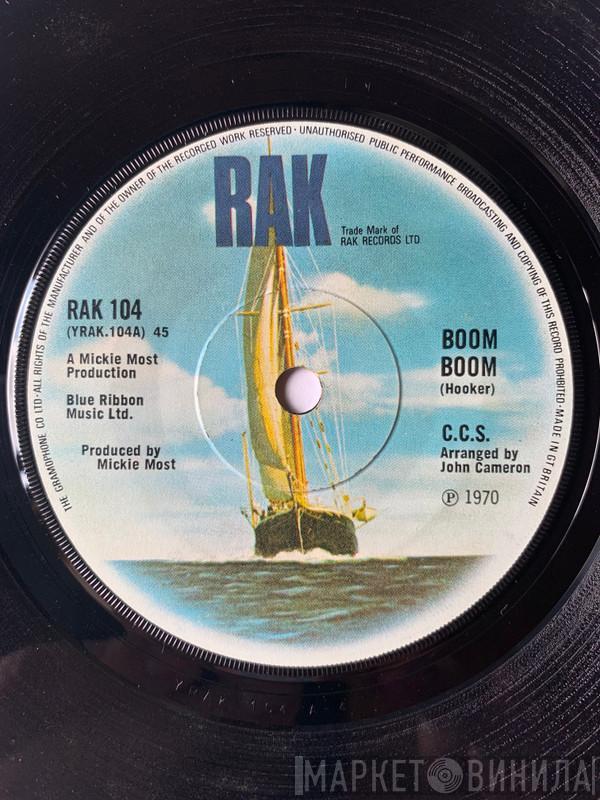 THE GRAMOPHONE CO LTD·ALL RIGHTS OF THE MANUFACTURER AND OF THE OWNER OF THE RECORDED WORK RESERVED · UNAUTHORISED PUBLIC PERFORMANCE BROADCASTING AND COPYING OF THIS RECORD PROHIBITED·MADE IN GT BRITAIN
RAK
Trade Mark of
RAK RECORDS LTD
RAK 104
(YRAK.104A) 45
A Mickie Most
Production
Blue Ribbon
Music Ltd.
Produced by
Mickie Most
BOOM
BOOM
(Hooker)
C.C.S.
Arranged by
John Cameron
℗ 1970
YRAK 104 A
МАРКЕТ ВИНИЛА